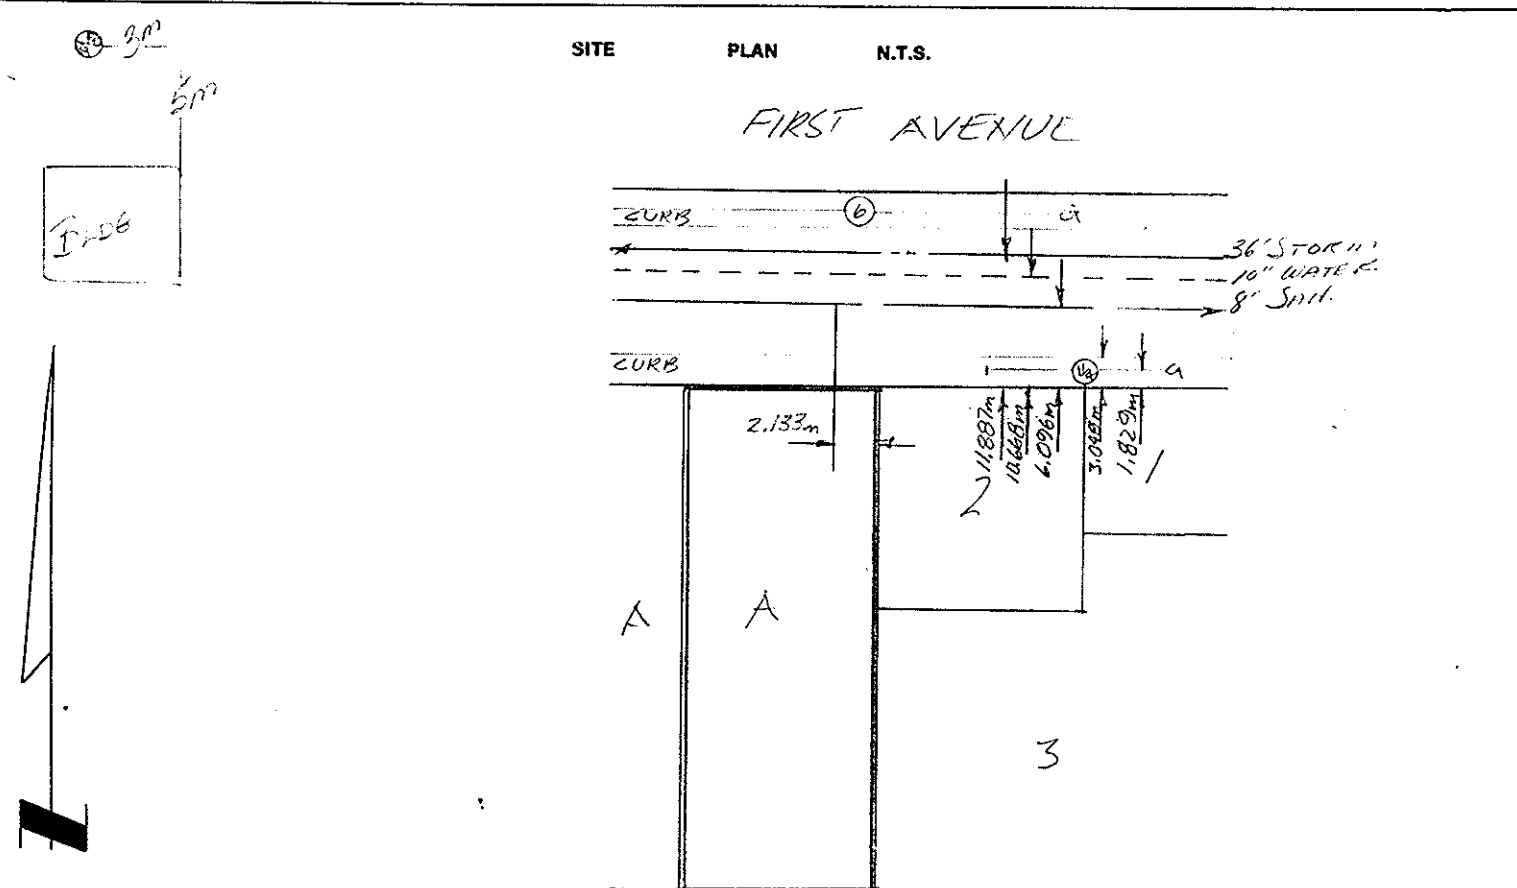 3m
SITE PLAN N.T.S.
5m
FIRST AVENUE
BLDG
CURB 6 a
36" STORM
10" WATER
8" SAN.
CURB a
2.133m
11.887m
10.668m
6.096m
3.048m
1.829m
2
1
A A
3